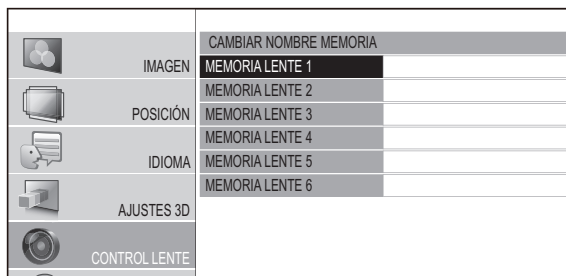 IMAGEN
POSICIÓN
IDIOMA
AJUSTES 3D
CONTROL LENTE
CAMBIAR NOMBRE MEMORIA
MEMORIA LENTE 1
MEMORIA LENTE 2
MEMORIA LENTE 3
MEMORIA LENTE 4
MEMORIA LENTE 5
MEMORIA LENTE 6